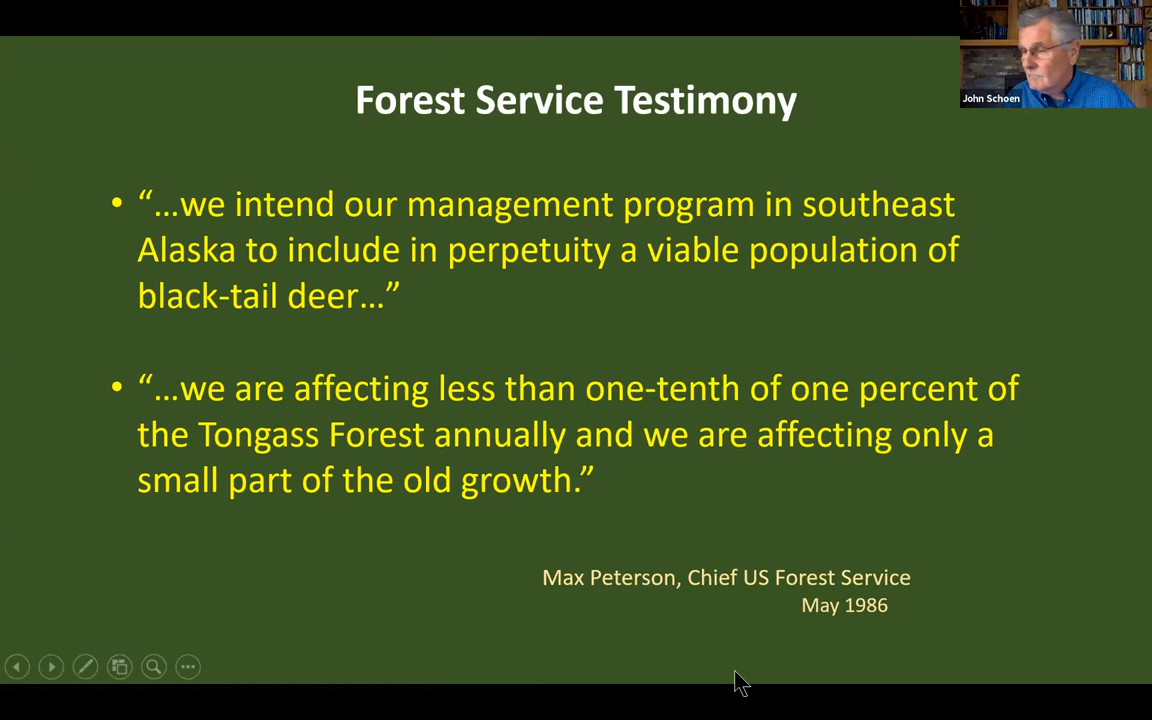 Forest Service Testimony
John Schoen
• “…we intend our management program in southeast
Alaska to include in perpetuity a viable population of
black-tail deer…”
• “…we are affecting less than one-tenth of one percent of
the Tongass Forest annually and we are affecting only a
small part of the old growth.”
Max Peterson, Chief US Forest Service
May 1986